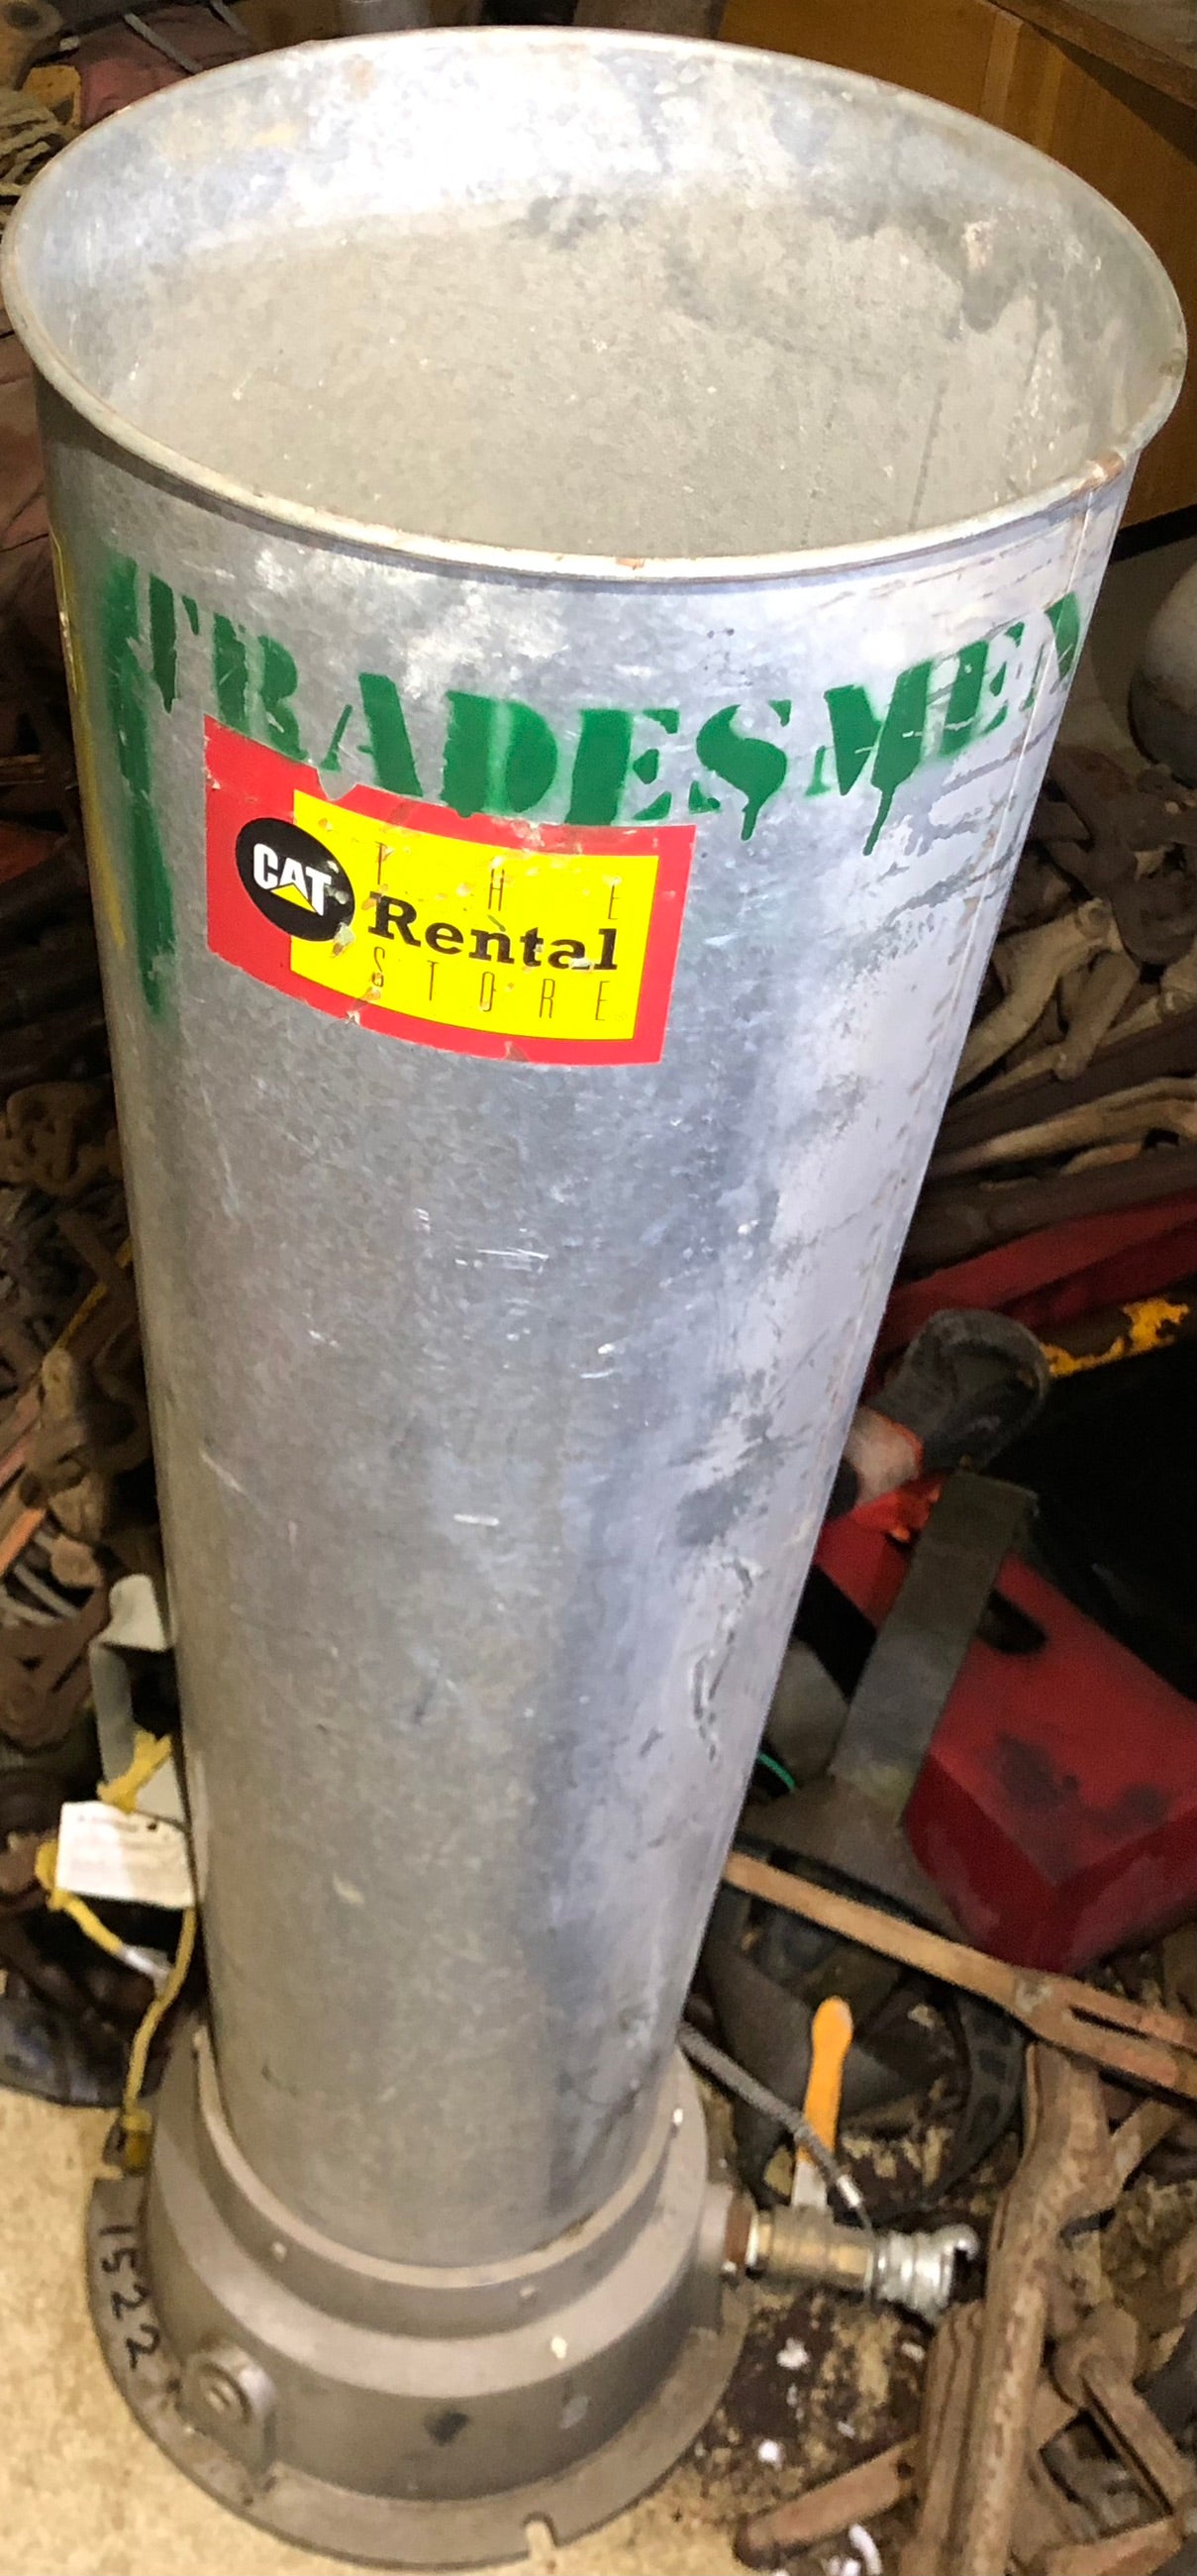 TRADESMEN
CAT
THE
Rental
STORE
1522